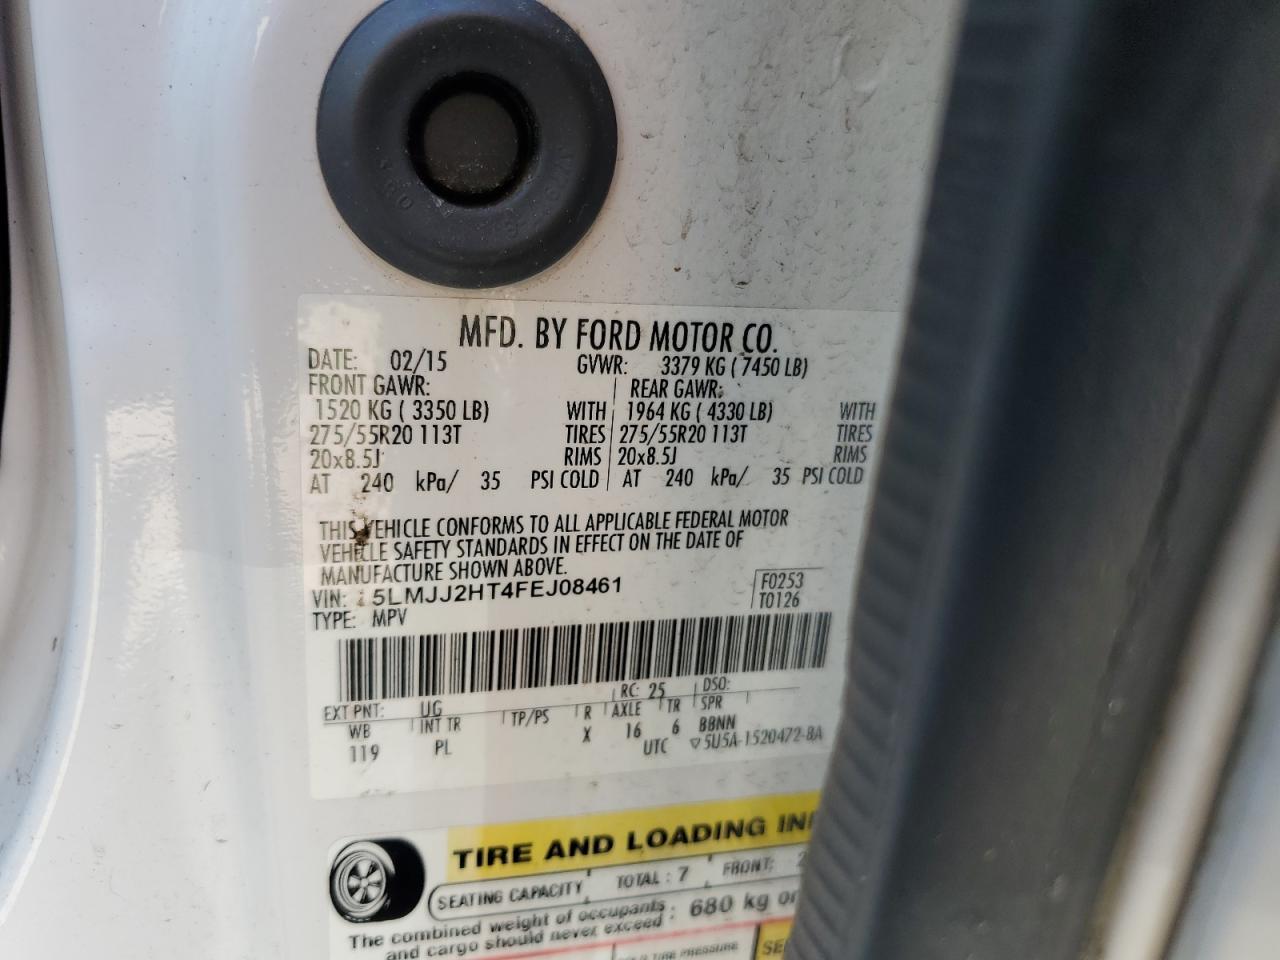 MFD. BY FORD MOTOR CO.
DATE: 02/15 GVWR: 3379 KG ( 7450 LB)
FRONT GAWR: REAR GAWR:
1520 KG ( 3350 LB) WITH 1964 KG ( 4330 LB) WITH
275/55R20 113T TIRES 275/55R20 113T TIRES
20x8.5J RIMS 20x8.5J RIMS
AT 240 kPa/ 35 PSI COLD AT 240 kPa/ 35 PSI COLD
THIS VEHICLE CONFORMS TO ALL APPLICABLE FEDERAL MOTOR
VEHICLE SAFETY STANDARDS IN EFFECT ON THE DATE OF
MANUFACTURE SHOWN ABOVE.
VIN: 5LMJJ2HT4FEJ08461 F0253
TYPE: MPV T0126
EXT PNT: UG RC: 25 DSO:
WB INT TR TP/PS R AXLE TR SPR
119 PL X 16 6 BBNN
UTC ▽5U5A-1520472-BA
TIRE AND LOADING
SEATING CAPACITY TOTAL : 7 FRONT:
The combined weight of occupants : 680 kg or
and cargo should never exceed
TIRE PRESSURE